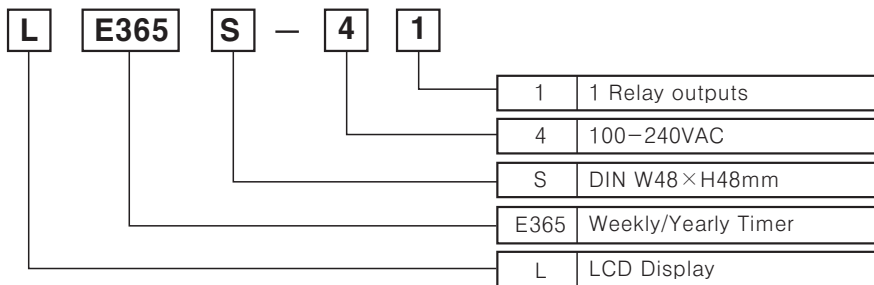 L E365 S − 4 1
1 1 Relay outputs
4 100−240VAC
S DIN W48×H48mm
E365 Weekly/Yearly Timer
L LCD Display